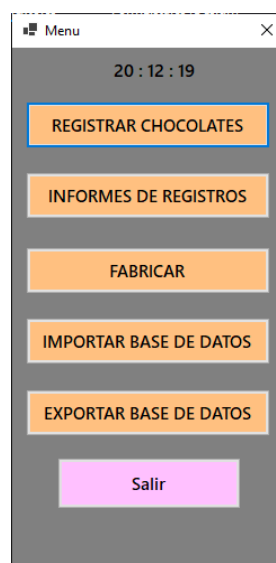 Menu
20 : 12 : 19
REGISTRAR CHOCOLATES
INFORMES DE REGISTROS
FABRICAR
IMPORTAR BASE DE DATOS
EXPORTAR BASE DE DATOS
Salir